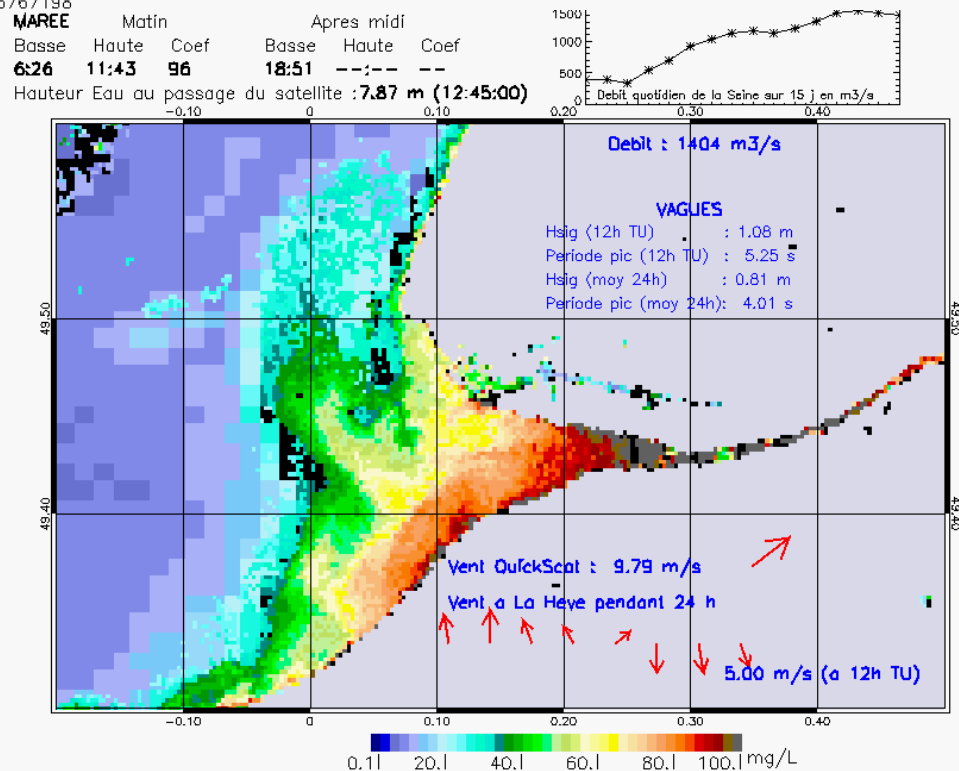 MAREE Matin Apres midi
Basse Haute Coef Basse Haute Coef
6:26 11:43 96 18:51 --:-- --
Hauteur Eau au passage du satellite :7.87 m (12:45:00)
1500
1000
500
0
Debit quotidien de la Seine sur 15 j en m3/s
-0.10 0 0.10 0.20 0.30 0.40
Debit : 1404 m3/s
VAGUES
Hsig (12h TU) : 1.08 m
Periode pic (12h TU) : 5.25 s
Hsig (moy 24h) : 0.81 m
Periode pic (moy 24h): 4.01 s
49.50 49.50
49.40 49.40
Vent QuickScat : 9.79 m/s
Vent a La Heve pendant 24 h
5.00 m/s (a 12h TU)
-0.10 0 0.10 0.20 0.30 0.40
0.1| 20.| 40.| 60.| 80.| 100.| mg/L